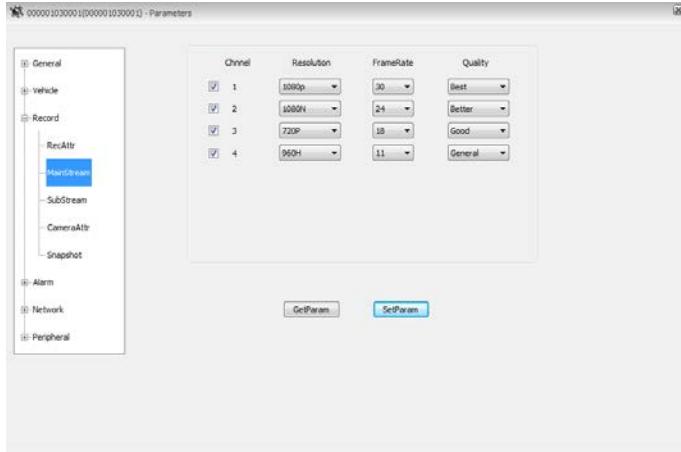 000001030001(000001030001) - Parameters
General
Vehicle
Record
RecAttr
MainStream
SubStream
CameraAttr
Snapshot
Alarm
Network
Peripheral
Chnnel Resolution FrameRate Quality
1 1080p 30 Best
2 1080N 24 Better
3 720P 18 Good
4 960H 11 General
GetParam SetParam